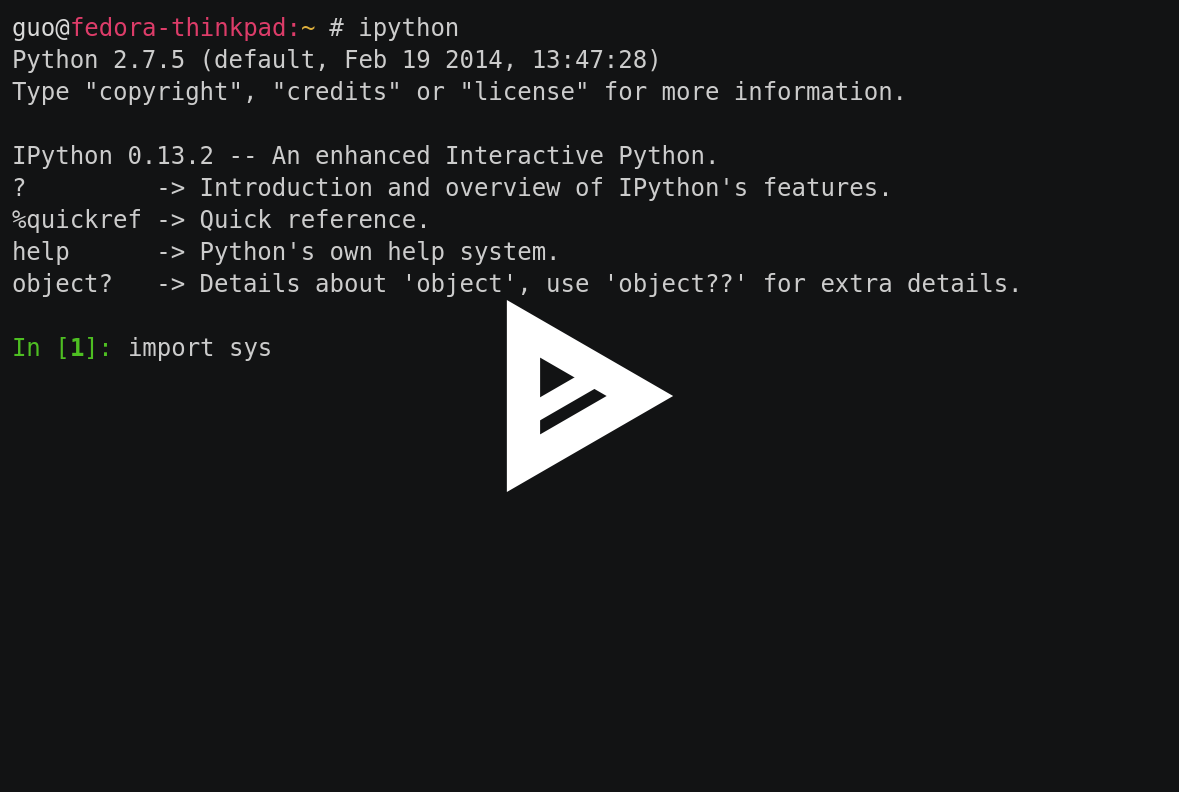 guo@fedora-thinkpad:~ # ipython
Python 2.7.5 (default, Feb 19 2014, 13:47:28)
Type "copyright", "credits" or "license" for more information.

IPython 0.13.2 -- An enhanced Interactive Python.
?         -> Introduction and overview of IPython's features.
%quickref -> Quick reference.
help      -> Python's own help system.
object?   -> Details about 'object', use 'object??' for extra details.

In [1]: import sys